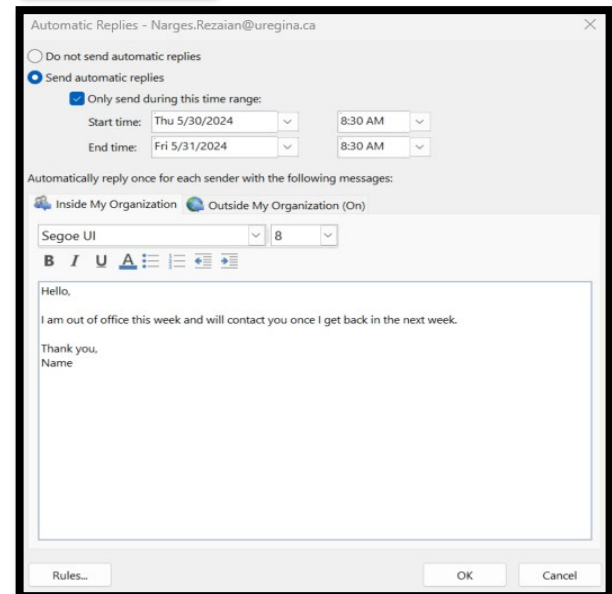 Automatic Replies - Narges.Rezaian@uregina.ca
Do not send automatic replies
Send automatic replies
Only send during this time range:
Start time: Thu 5/30/2024 8:30 AM
End time: Fri 5/31/2024 8:30 AM
Automatically reply once for each sender with the following messages:
Inside My Organization Outside My Organization (On)
Segoe UI 8
B I U A
Hello,
I am out of office this week and will contact you once I get back in the next week.
Thank you,
Name
Rules... OK Cancel